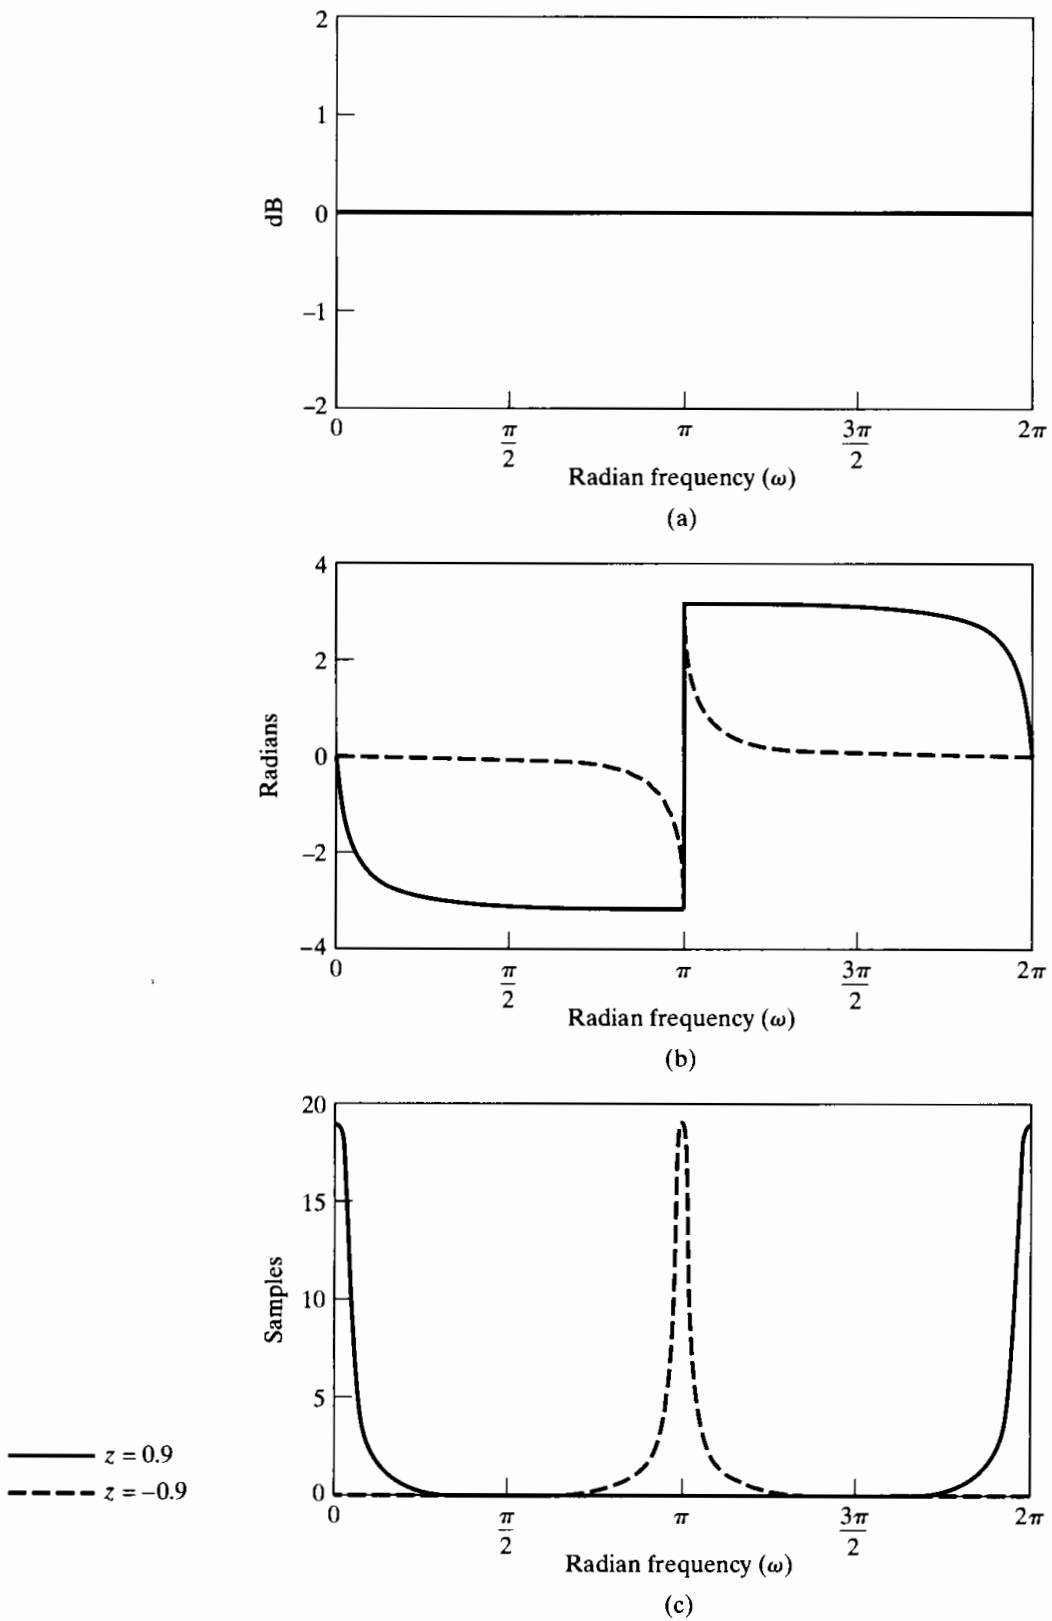 2
1
dB
0
–1
–2
0
π/2
π
3π/2
2π
Radian frequency (ω)
(a)
4
2
Radians
0
–2
–4
0
π/2
π
3π/2
2π
Radian frequency (ω)
(b)
20
15
Samples
10
5
0
z = 0.9
z = –0.9
0
π/2
π
3π/2
2π
Radian frequency (ω)
(c)